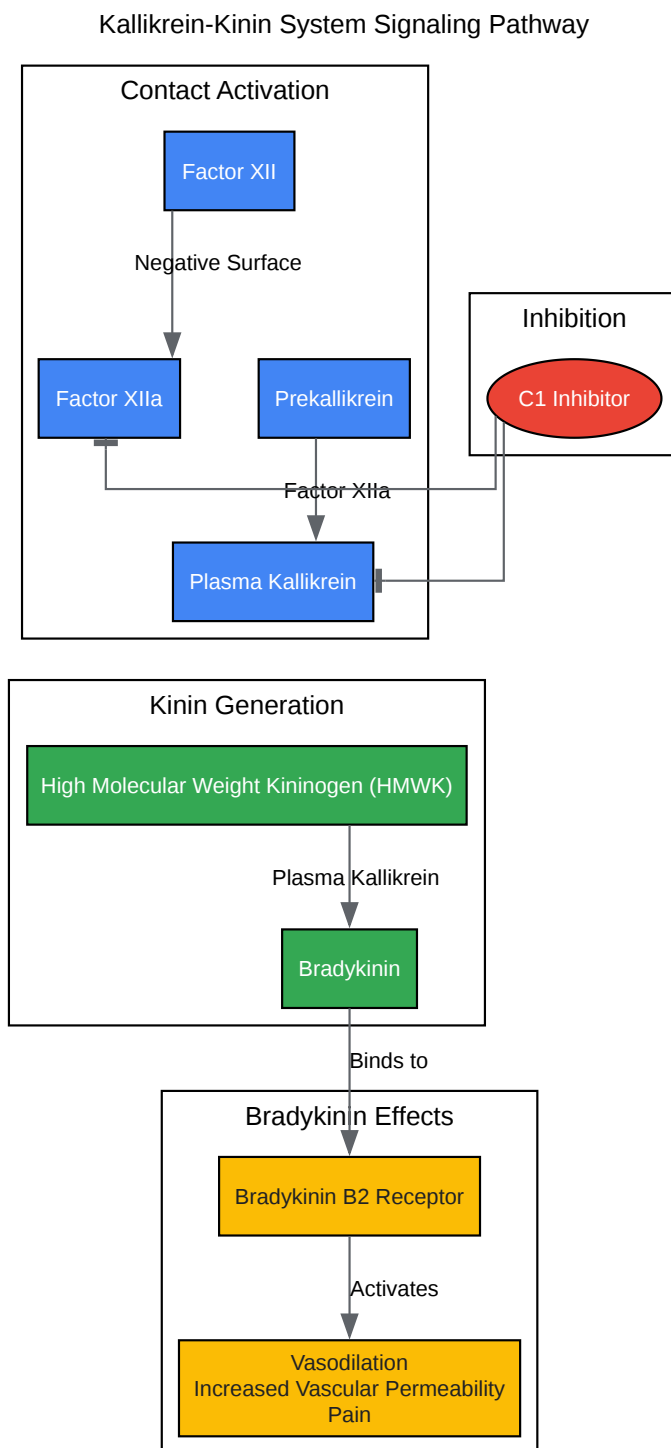 Kallikrein-Kinin System Signaling Pathway
Contact Activation
Factor XII
Negative Surface
Inhibition
Factor XIIa
Prekallikrein
C1 Inhibitor
Factor XIIa
Plasma Kallikrein
Kinin Generation
High Molecular Weight Kininogen (HMWK)
Plasma Kallikrein
Bradykinin
Binds to
Bradykinin Effects
Bradykinin B2 Receptor
Activates
Vasodilation
Increased Vascular Permeability
Pain